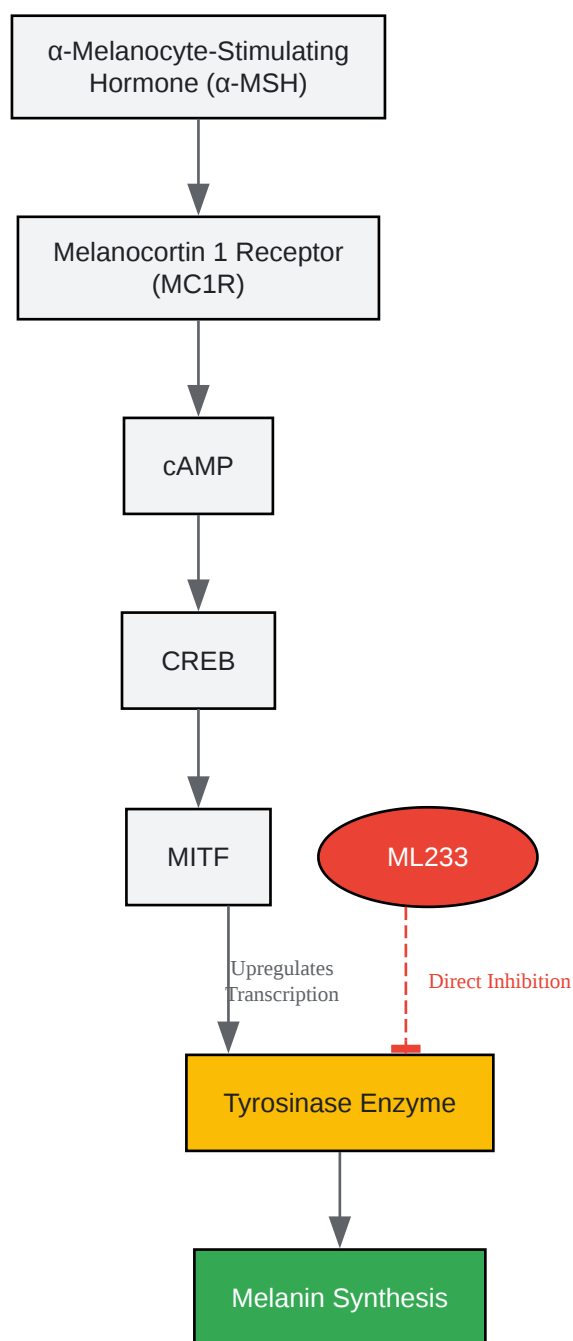 α-Melanocyte-Stimulating
Hormone (α-MSH)
Melanocortin 1 Receptor
(MC1R)
cAMP
CREB
MITF
ML233
Upregulates
Transcription
Direct Inhibition
Tyrosinase Enzyme
Melanin Synthesis